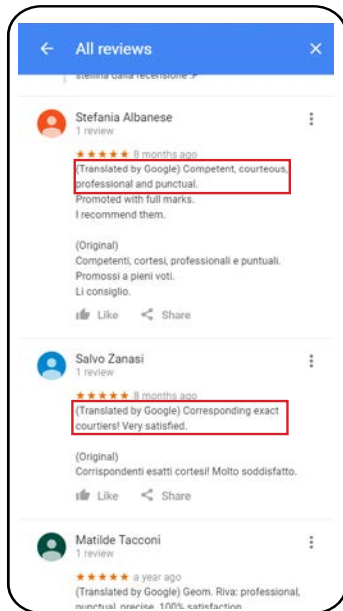 All reviews
stellina dalla recensione :P
Stefania Albanese
1 review
8 months ago
(Translated by Google) Competent, courteous,
professional and punctual.
Promoted with full marks.
I recommend them.
(Original)
Competenti, cortesi, professionali e puntuali.
Promossi a pieni voti.
Li consiglio.
Like Share
Salvo Zanasi
1 review
8 months ago
(Translated by Google) Corresponding exact
courtiers! Very satisfied.
(Original)
Corrispondenti esatti cortesi! Molto soddisfatto.
Like Share
Matilde Tacconi
1 review
a year ago
(Translated by Google) Geom. Riva: professional,
punctual, precise, 100% satisfaction